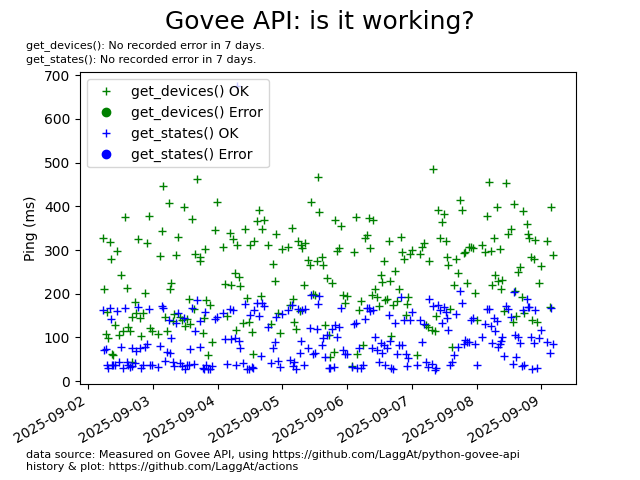 Govee API: is it working?
get_devices(): No recorded error in 7 days.
get_states(): No recorded error in 7 days.
700
600
500
400
300
200
100
0
Ping (ms)
get_devices() OK
get_devices() Error
get_states() OK
get_states() Error
2025-09-02
2025-09-03
2025-09-04
2025-09-05
2025-09-06
2025-09-07
2025-09-08
2025-09-09
data source: Measured on Govee API, using https://github.com/LaggAt/python-govee-api
history & plot: https://github.com/LaggAt/actions